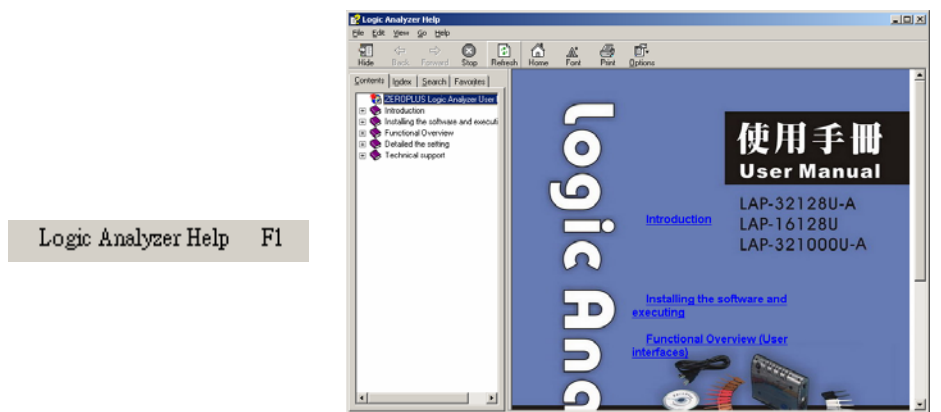 Logic Analyzer Help F1
Logic Analyzer Help
File Edit View Go Help
Hide Back Forward Stop Refresh Home Font Print Options
Contents Index Search Favorites
ZEROPLUS Logic Analyzer User
Introduction
Installing the software and executi
Functional Overview
Detailed the setting
Technical support
Logic Ana
使用手冊
User Manual
LAP-32128U-A
LAP-16128U
LAP-321000U-A
Introduction
Installing the software and
executing
Functional Overview (User
interfaces)